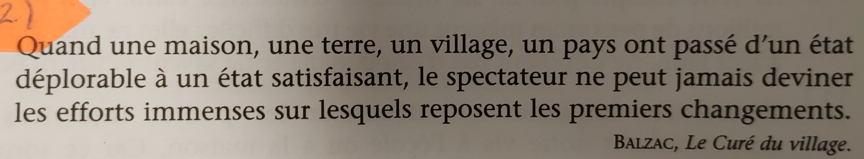 2)
Quand une maison, une terre, un village, un pays ont passé d'un état
déplorable à un état satisfaisant, le spectateur ne peut jamais deviner
les efforts immenses sur lesquels reposent les premiers changements.
BALZAC, Le Curé du village.